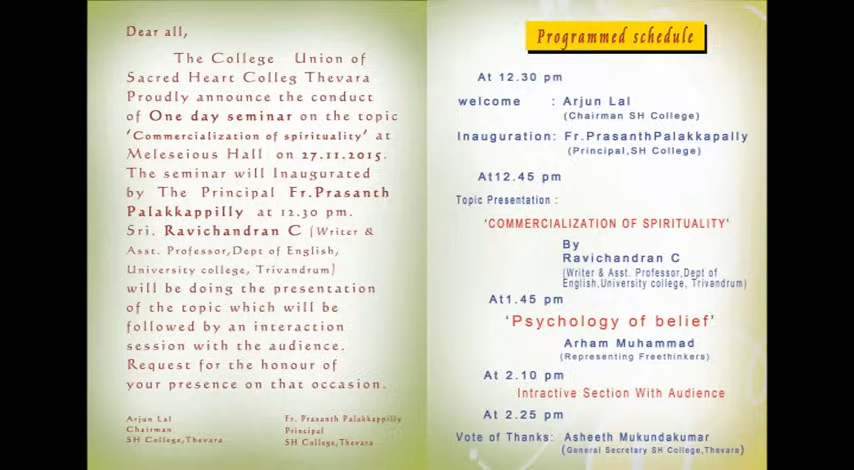 Dear all,
The College Union of
Sacred Heart Colleg Thevara
Proudly announce the conduct
of One day seminar on the topic
'Commercialization of spirituality' at
Meleseious Hall on 27.11.2015.
The seminar will Inaugurated
by The Principal Fr.Prasanth
Palakkappilly at 12.30 pm.
Sri. Ravichandran C (Writer &
Asst. Professor,Dept of English,
University college, Trivandrum)
will be doing the presentation
of the topic which will be
followed by an interaction
session with the audience.
Request for the honour of
your presence on that occasion.
Arjun Lal
Chairman
SH College,Thevara
Fr. Prasanth Palakkappilly
Principal
SH College,Thevara
Programmed schedule
At 12.30 pm
welcome : Arjun Lal
(Chairman SH College)
Inauguration: Fr.PrasanthPalakkapally
(Principal,SH College)
At12.45 pm
Topic Presentation :
'COMMERCIALIZATION OF SPIRITUALITY'
By
Ravichandran C
(Writer & Asst. Professor,Dept of
English,University college, Trivandrum)
At1.45 pm
'Psychology of belief'
Arham Muhammad
(Representing Freethinkers)
At 2.10 pm
Intractive Section With Audience
At 2.25 pm
Vote of Thanks: Asheeth Mukundakumar
(General Secretary SH College,Thevara)